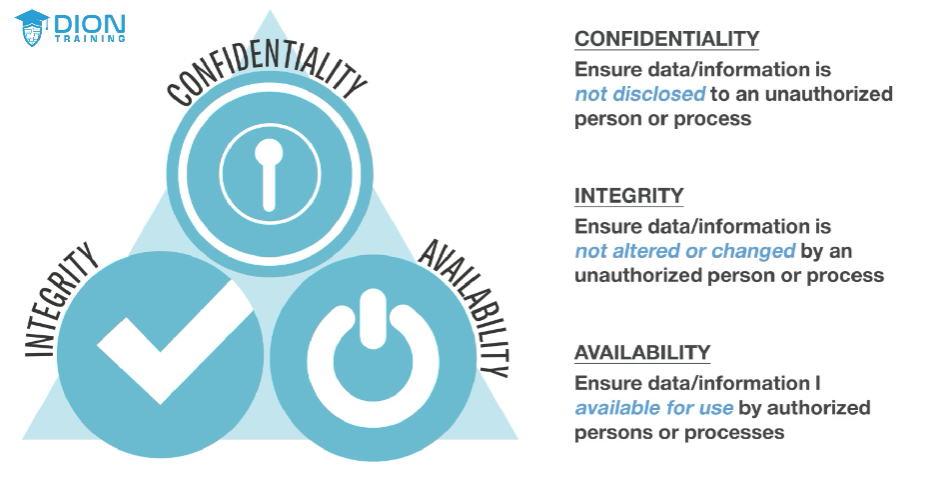 DION
TRAINING
CONFIDENTIALITY
INTEGRITY
AVAILABILITY
CONFIDENTIALITY
Ensure data/information is
not disclosed to an unauthorized
person or process
INTEGRITY
Ensure data/information is
not altered or changed by an
unauthorized person or process
AVAILABILITY
Ensure data/information I
available for use by authorized
persons or processes